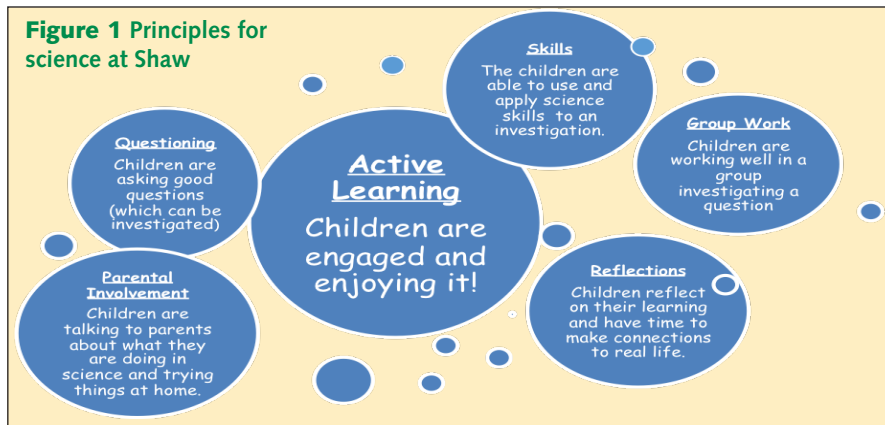 Figure 1 Principles for
science at Shaw
Skills
The children are
able to use and
apply science
skills to an
investigation.
Group Work
Children are
working well in a
group
investigating a
question
Questioning
Children are
asking good
questions
(which can be
investigated)
Active
Learning
Children are
engaged and
enjoying it!
Parental
Involvement
Children are
talking to parents
about what they
are doing in
science and trying
things at home.
Reflections
Children reflect
on their learning
and have time to
make connections
to real life.